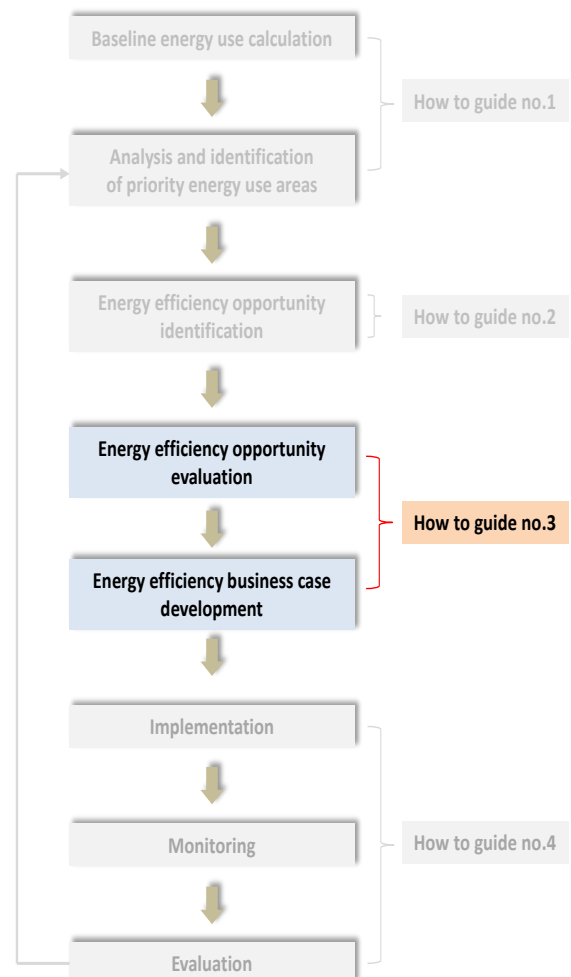 Baseline energy use calculation
How to guide no.1
Analysis and identification
of priority energy use areas
Energy efficiency opportunity
identification
How to guide no.2
Energy efficiency opportunity
evaluation
How to guide no.3
Energy efficiency business case
development
Implementation
Monitoring
How to guide no.4
Evaluation